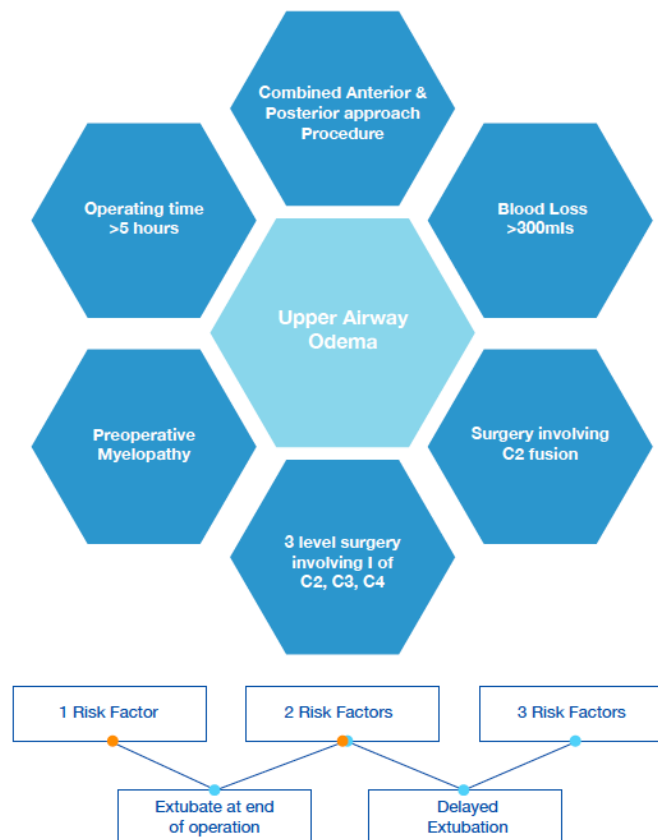 Combined Anterior &
Posterior approach
Procedure
Operating time
>5 hours
Blood Loss
>300mls
Upper Airway
Odema
Preoperative
Myelopathy
Surgery involving
C2 fusion
3 level surgery
involving I of
C2, C3, C4
1 Risk Factor
2 Risk Factors
3 Risk Factors
Extubate at end
of operation
Delayed
Extubation